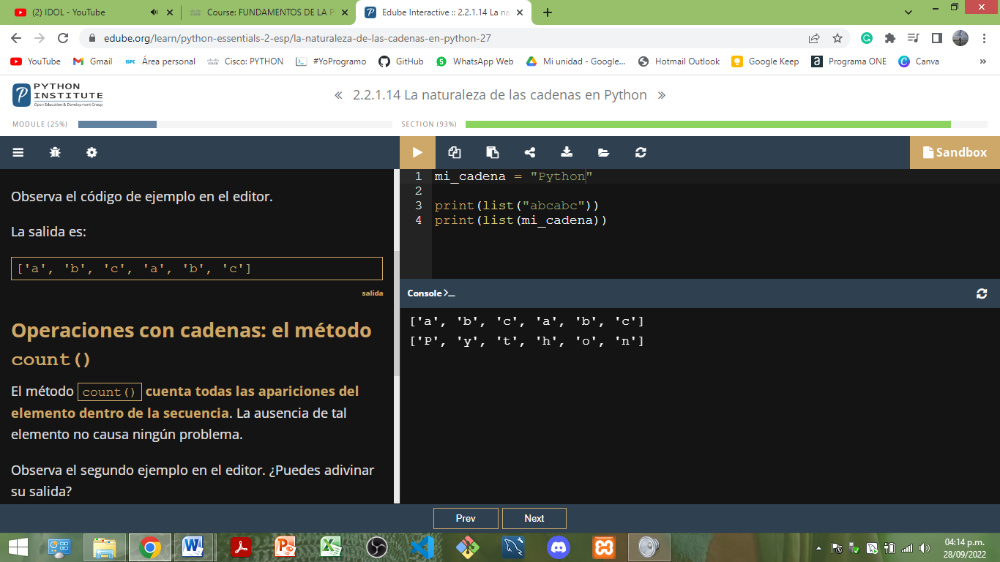 (2) IDOL - YouTube
Course: FUNDAMENTOS DE LA P
Edube Interactive :: 2.2.1.14 La na
edube.org/learn/python-essentials-2-esp/la-naturaleza-de-las-cadenas-en-python-27
YouTube
Gmail
ISPC Área personal
Cisco: PYTHON
#YoProgramo
GitHub
5 WhatsApp Web
Mi unidad - Google...
Hotmail Outlook
Google Keep
a Programa ONE
Canva
»
PYTHON
INSTITUTE
Open Education & Development Group
« 2.2.1.14 La naturaleza de las cadenas en Python »
MODULE (25%)
SECTION (93%)
Sandbox
Observa el código de ejemplo en el editor.
La salida es:
['a', 'b', 'c', 'a', 'b', 'c']
salida
Operaciones con cadenas: el método
count()
El método count() cuenta todas las apariciones del
elemento dentro de la secuencia. La ausencia de tal
elemento no causa ningún problema.
Observa el segundo ejemplo en el editor. ¿Puedes adivinar
su salida?
1 mi_cadena = "Python"
2
3 print(list("abcabc"))
4 print(list(mi_cadena))
Console
['a', 'b', 'c', 'a', 'b', 'c']
['P', 'y', 't', 'h', 'o', 'n']
Prev
Next
04:14 p.m.
28/09/2022